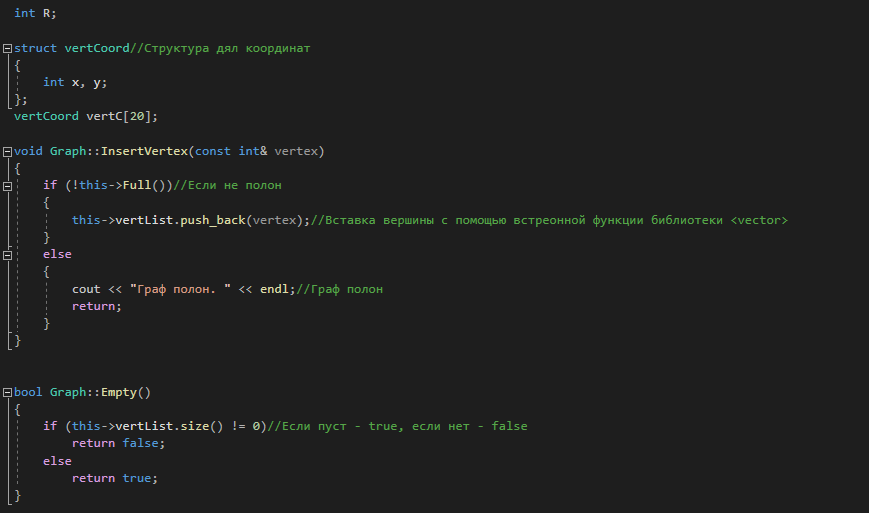 int R;
struct vertCoord//Структура дял координат
{
int x, y;
};
vertCoord vertC[20];
void Graph::InsertVertex(const int& vertex)
{
if (!this->Full())//Если не полон
{
this->vertList.push_back(vertex);//Вставка вершины с помощью встреонной функции библиотеки <vector>
}
else
{
cout << "Граф полон. " << endl;//Граф полон
return;
}
}
bool Graph::Empty()
{
if (this->vertList.size() != 0)//Если пуст - true, если нет - false
return false;
else
return true;
}